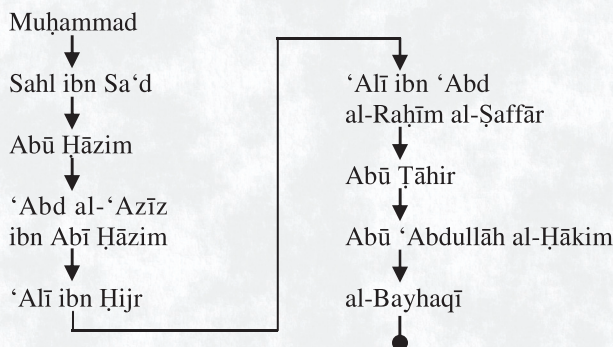 Muḥammad
Sahl ibn Sa‘d
Abū Ḥāzim
‘Abd al-‘Azīz
ibn Abī Ḥāzim
‘Alī ibn Ḥijr
‘Alī ibn ‘Abd
al-Raḥīm al-Ṣaffār
Abū Ṭāhir
Abū ‘Abdullāh al-Ḥākim
al-Bayhaqī